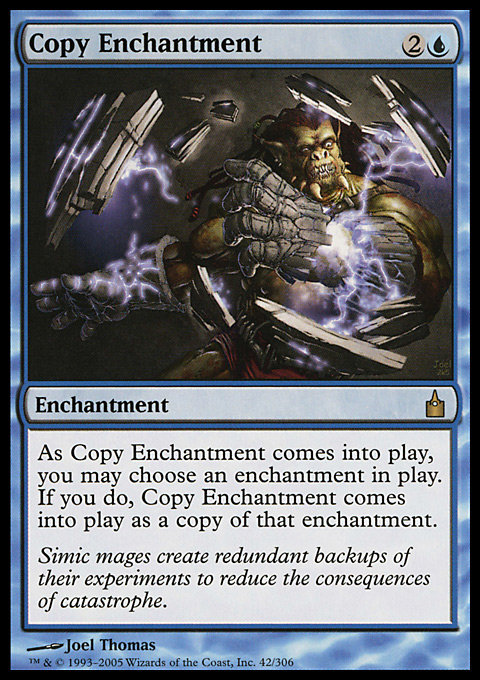 Copy Enchantment 2
Joel
Enchantment
As Copy Enchantment comes into play,
you may choose an enchantment in play.
If you do, Copy Enchantment comes
into play as a copy of that enchantment.
Simic mages create redundant backups of
their experiments to reduce the consequences
of catastrophe.
Joel Thomas
™ & © 1993–2005 Wizards of the Coast, Inc. 42/306